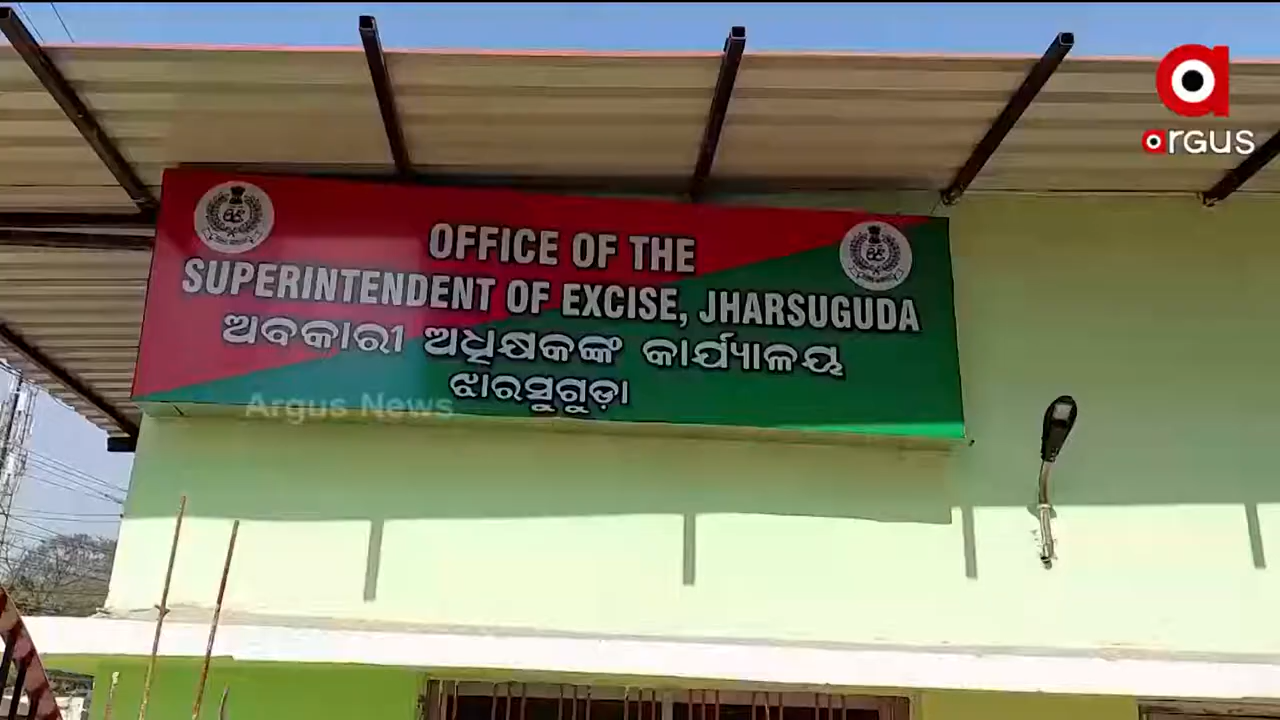 argus
OFFICE OF THE
SUPERINTENDENT OF EXCISE, JHARSUGUDA
ଅବକାରୀ ଅଧିକ୍ଷକଙ୍କ କାର୍ଯ୍ୟାଳୟ
ଝାରସୁଗୁଡ଼ା
Argus News